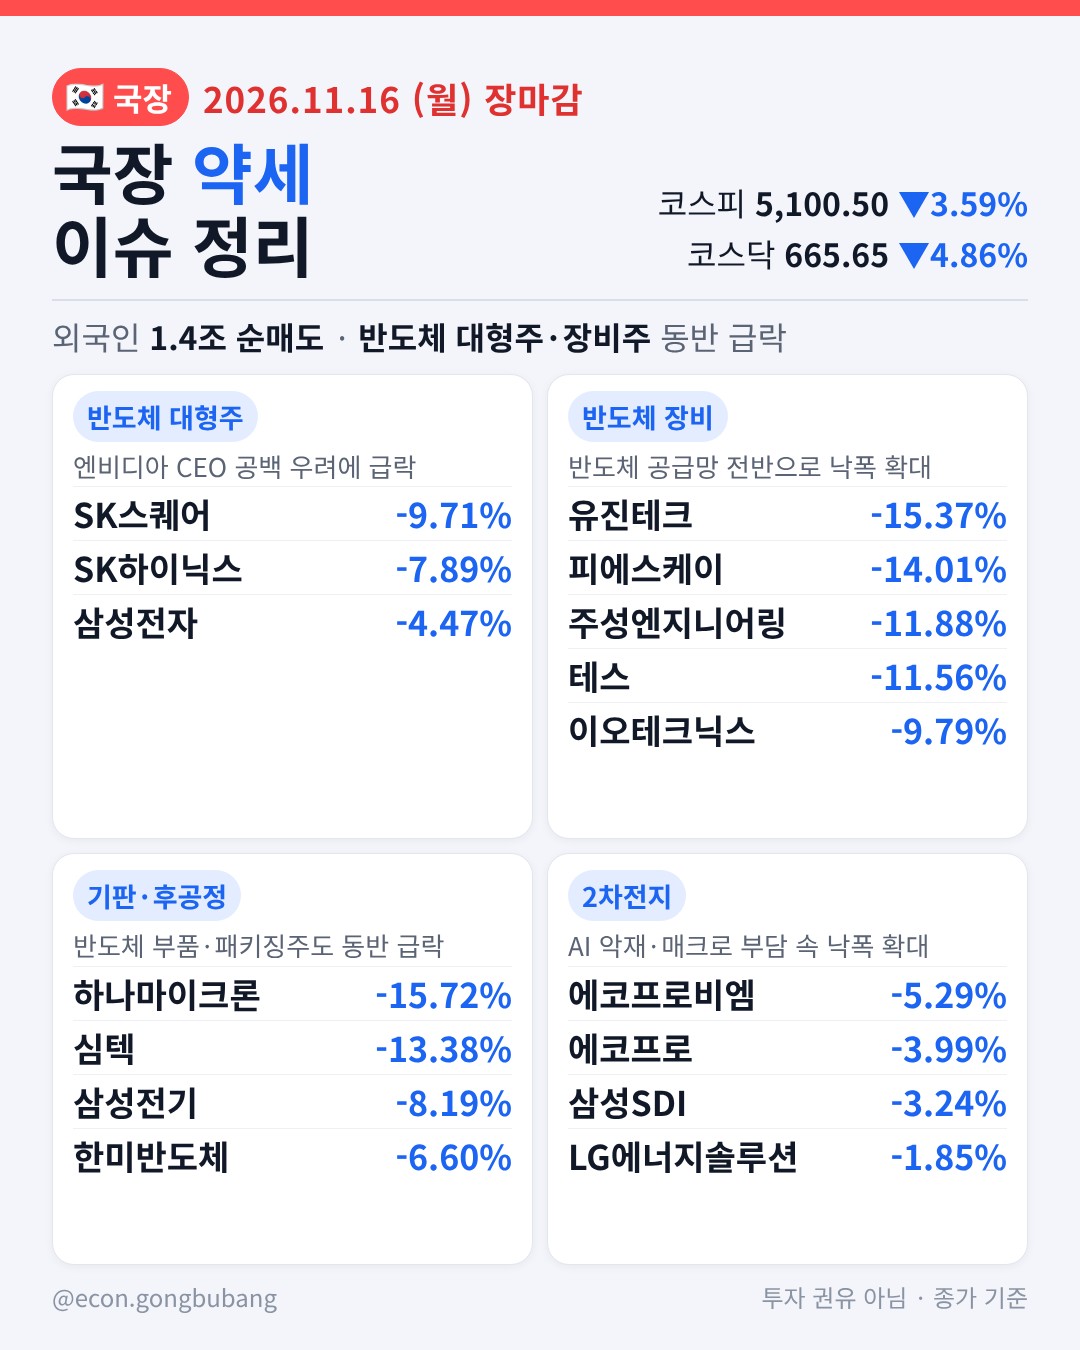 국장 2026.11.16 (월) 장마감
국장 약세
이슈 정리
코스피 5,100.50 ▼3.59%
코스닥 665.65 ▼4.86%
외국인 1.4조 순매도 · 반도체 대형주·장비주 동반 급락
반도체 대형주
엔비디아 CEO 공백 우려에 급락
SK스퀘어 -9.71%
SK하이닉스 -7.89%
삼성전자 -4.47%
반도체 장비
반도체 공급망 전반으로 낙폭 확대
유진테크 -15.37%
피에스케이 -14.01%
주성엔지니어링 -11.88%
테스 -11.56%
이오테크닉스 -9.79%
기판·후공정
반도체 부품·패키징주도 동반 급락
하나마이크론 -15.72%
심텍 -13.38%
삼성전기 -8.19%
한미반도체 -6.60%
2차전지
AI 악재·매크로 부담 속 낙폭 확대
에코프로비엠 -5.29%
에코프로 -3.99%
삼성SDI -3.24%
LG에너지솔루션 -1.85%
@econ.gongbubang
투자 권유 아님 · 종가 기준